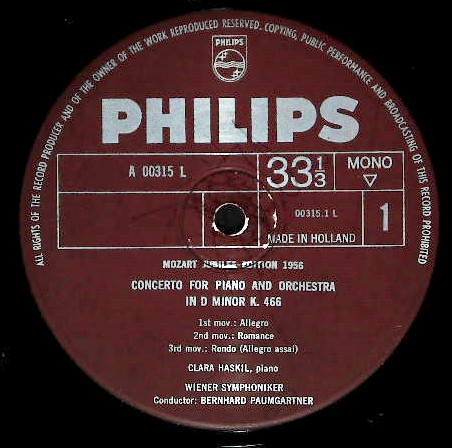 ALL RIGHTS OF THE RECORD PRODUCER AND OF THE OWNER OF THE WORK REPRODUCED RESERVED. COPYING, PUBLIC PERFORMANCE AND BROADCASTING OF THIS RECORD PROHIBITED
PHILIPS
PHILIPS
A 00315 L
33 1/3
MONO
▽
00315.1 L
1
MADE IN HOLLAND
MOZART JUBILEE EDITION 1956
CONCERTO FOR PIANO AND ORCHESTRA
IN D MINOR K. 466
1st mov.: Allegro
2nd mov.: Romance
3rd mov.: Rondo (Allegro assai)
CLARA HASKIL, piano
WIENER SYMPHONIKER
Conductor: BERNHARD PAUMGARTNER